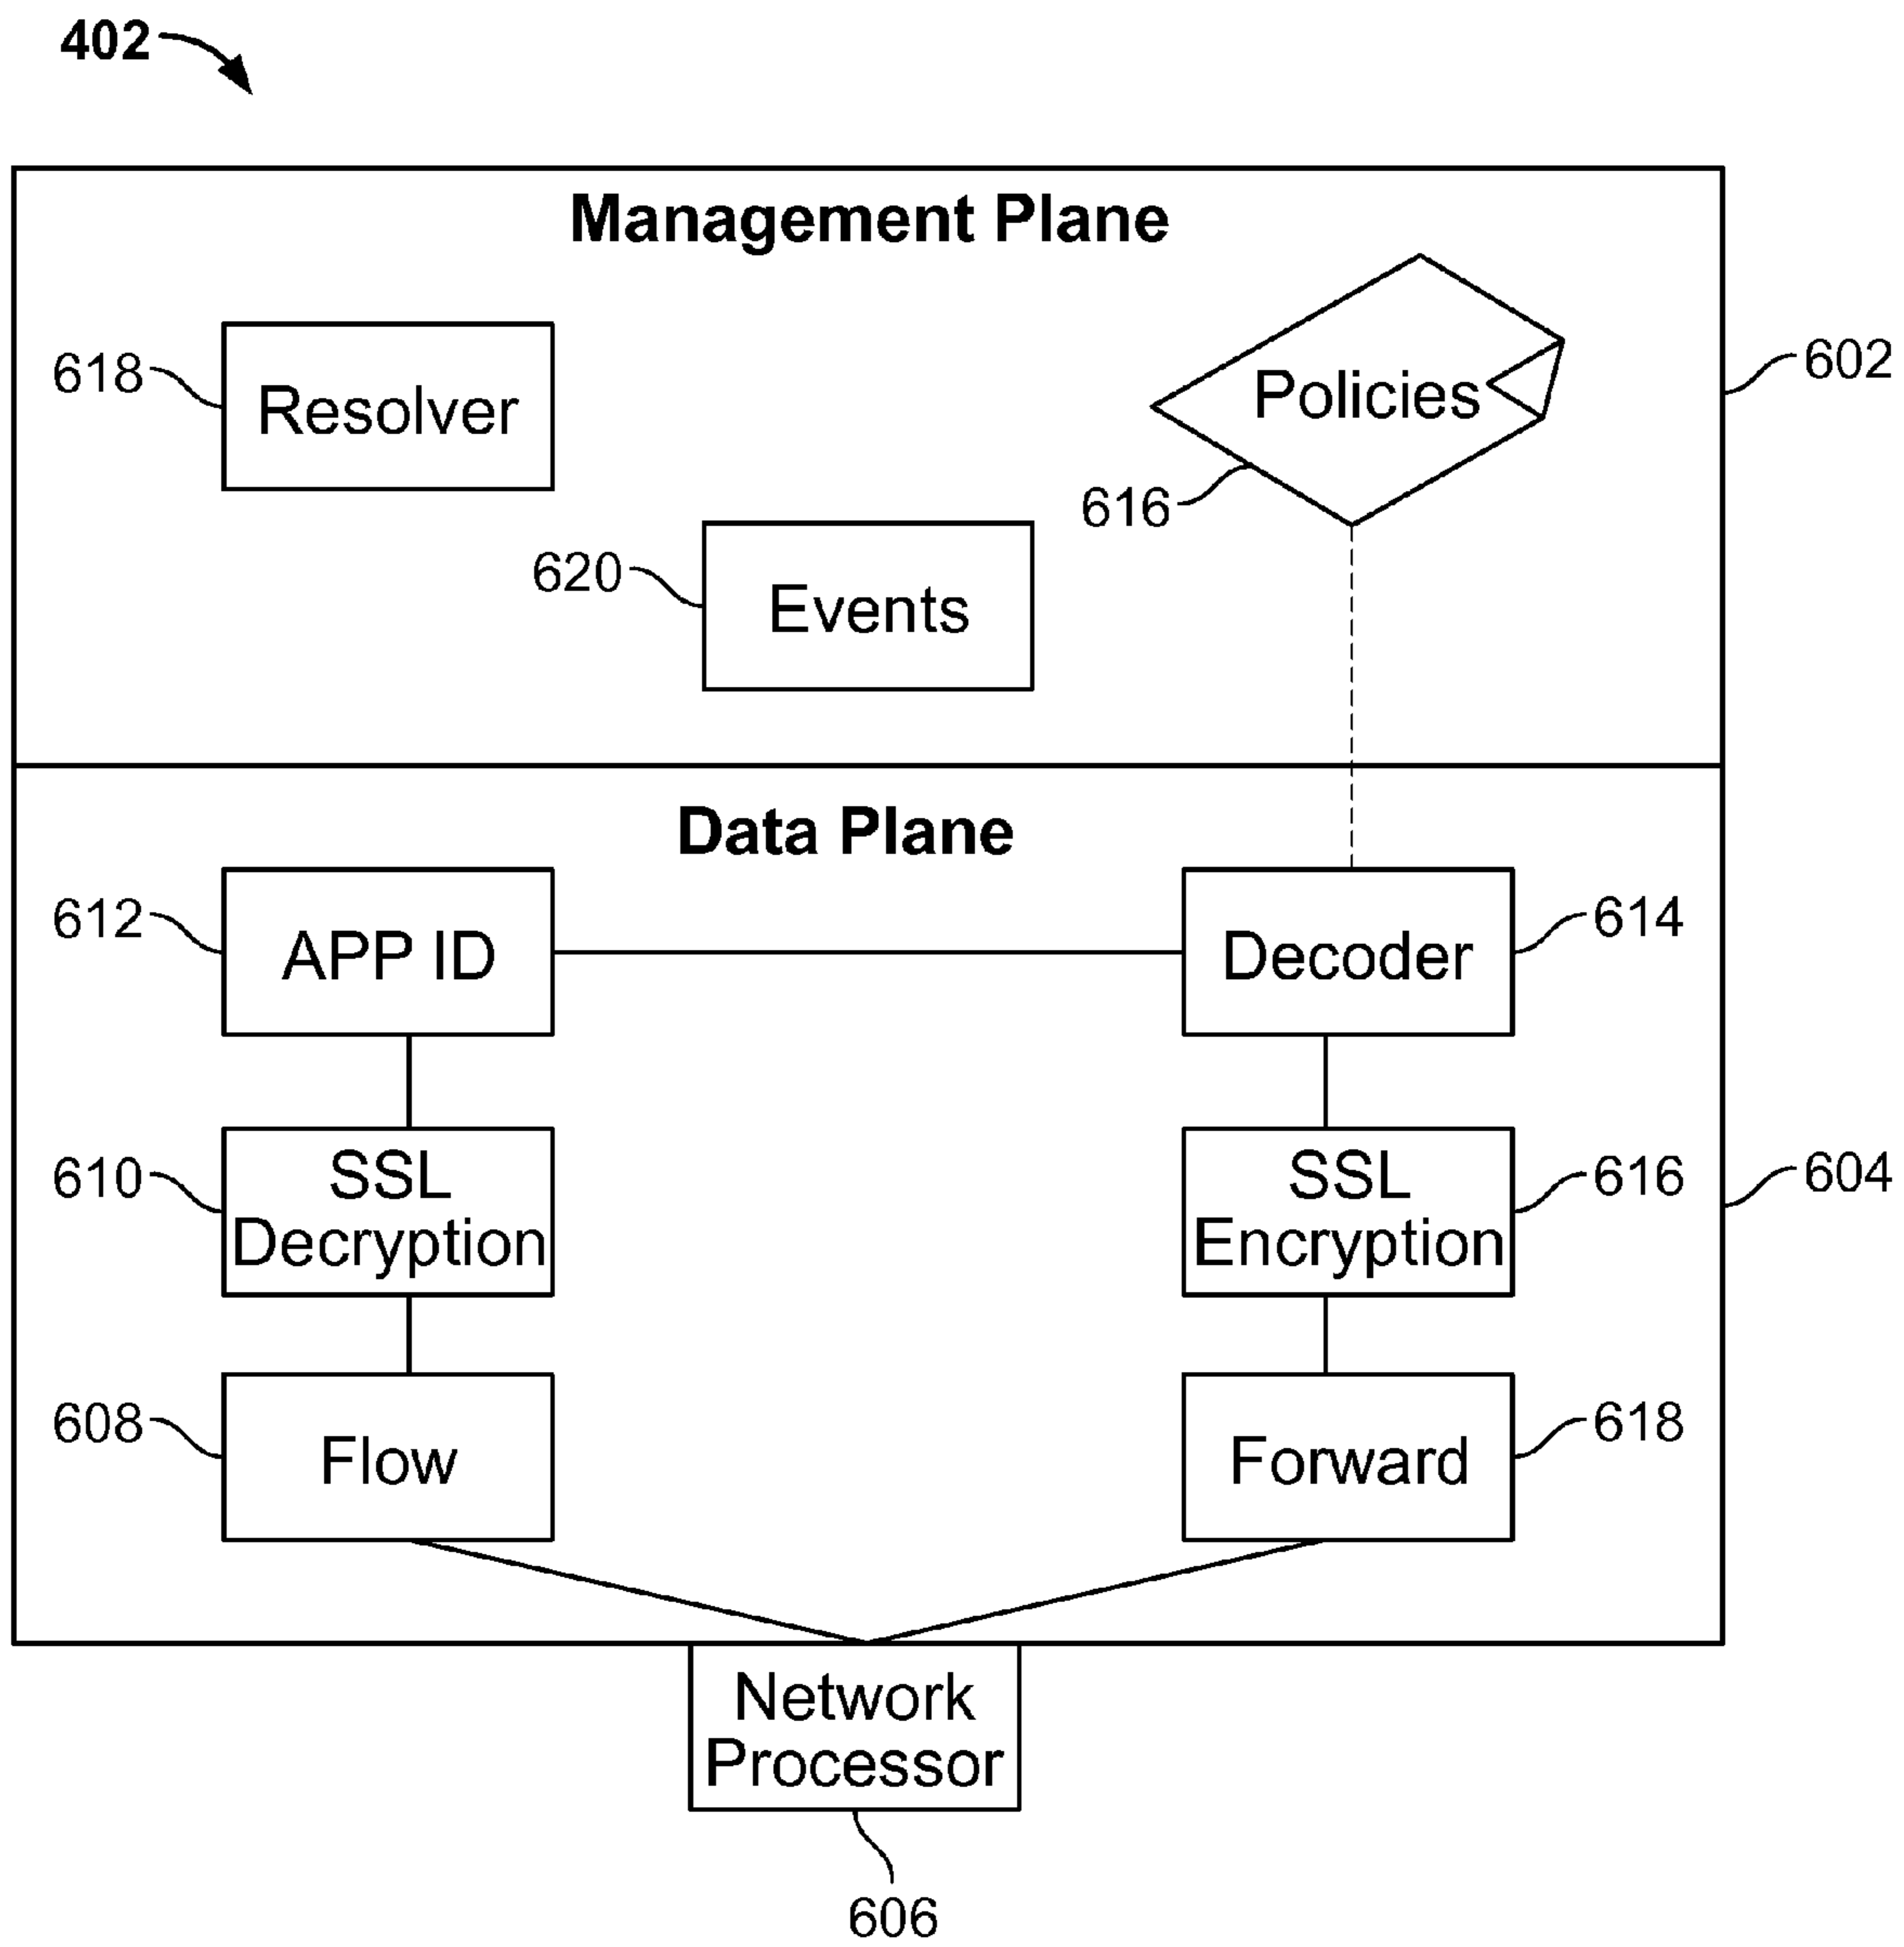 402
Management Plane
618
Resolver
Policies
602
616
620
Events
Data Plane
612
APP ID
Decoder
614
610
SSL
Decryption
SSL
Encryption
616
604
608
Flow
Forward
618
Network
Processor
606